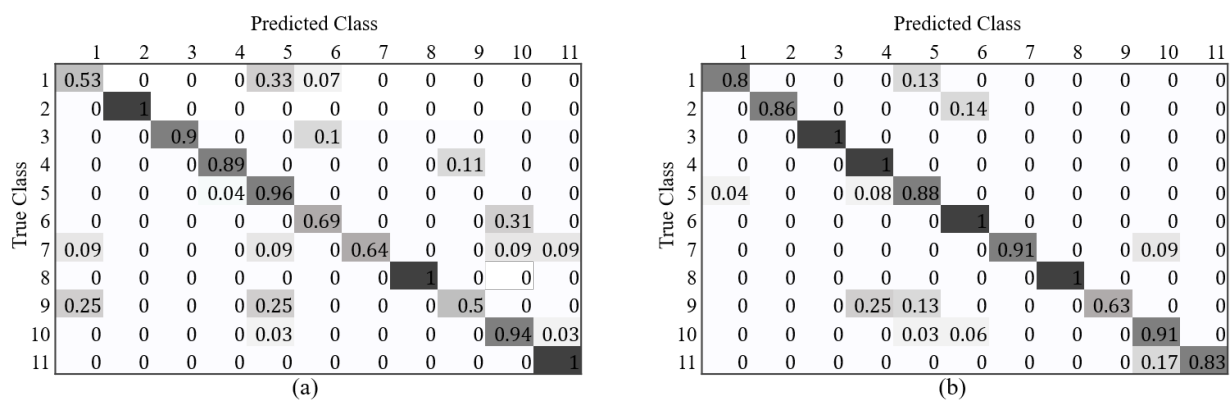 Predicted Class
1 2 3 4 5 6 7 8 9 10 11
True Class
1 0.53 0 0 0 0.33 0.07 0 0 0 0 0
2 0 1 0 0 0 0 0 0 0 0 0
3 0 0 0.9 0 0 0.1 0 0 0 0 0
4 0 0 0 0.89 0 0 0 0 0.11 0 0
5 0 0 0 0.04 0.96 0 0 0 0 0 0
6 0 0 0 0 0 0.69 0 0 0 0.31 0
7 0.09 0 0 0 0.09 0 0.64 0 0 0.09 0.09
8 0 0 0 0 0 0 0 1 0 0 0
9 0.25 0 0 0 0.25 0 0 0 0.5 0 0
10 0 0 0 0 0.03 0 0 0 0 0.94 0.03
11 0 0 0 0 0 0 0 0 0 0 1
(a)
Predicted Class
1 2 3 4 5 6 7 8 9 10 11
True Class
1 0.8 0 0 0 0.13 0 0 0 0 0 0
2 0 0.86 0 0 0 0.14 0 0 0 0 0
3 0 0 1 0 0 0 0 0 0 0 0
4 0 0 0 1 0 0 0 0 0 0 0
5 0.04 0 0 0.08 0.88 0 0 0 0 0 0
6 0 0 0 0 0 1 0 0 0 0 0
7 0 0 0 0 0 0 0.91 0 0 0.09 0
8 0 0 0 0 0 0 0 1 0 0 0
9 0 0 0 0.25 0.13 0 0 0 0.63 0 0
10 0 0 0 0 0.03 0.06 0 0 0 0.91 0
11 0 0 0 0 0 0 0 0 0 0.17 0.83
(b)